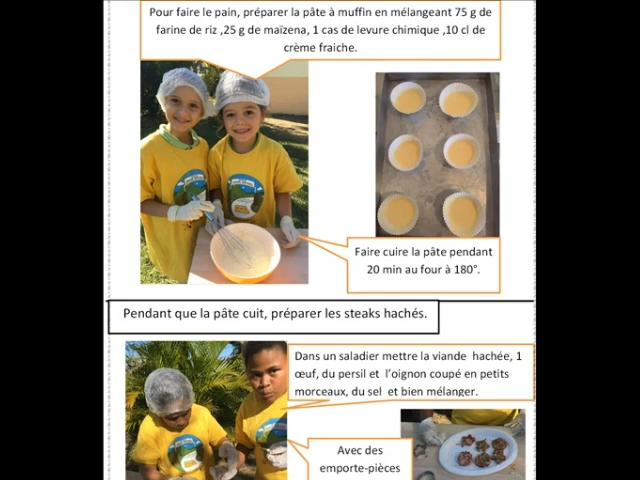 Pour faire le pain, préparer la pâte à muffin en mélangeant 75 g de
farine de riz ,25 g de maïzena, 1 cas de levure chimique ,10 cl de
crème fraiche.
Faire cuire la pâte pendant
20 min au four à 180°.
Pendant que la pâte cuit, préparer les steaks hachés.
Dans un saladier mettre la viande  hachée, 1
œuf, du persil et  l’oignon coupé en petits
morceaux, du sel  et bien mélanger.
Avec des
emporte-pièces